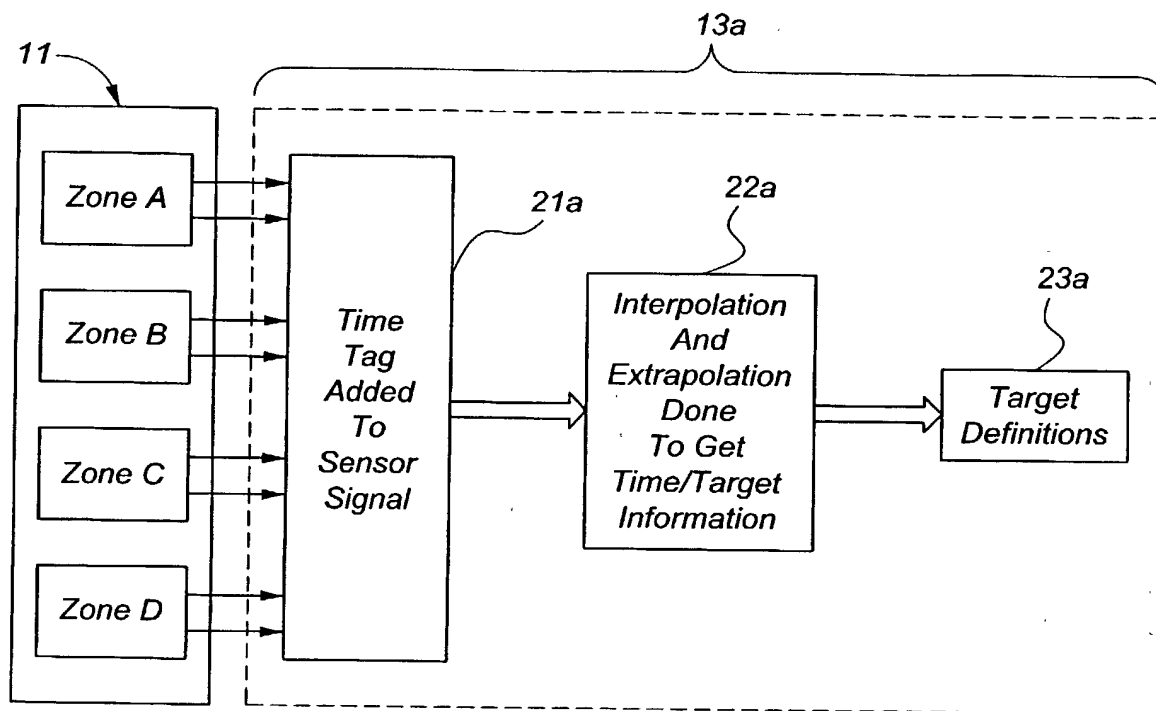 13a
11
Zone A
Zone B
Zone C
Zone D
21a
Time
Tag
Added
To
Sensor
Signal
22a
Interpolation
And
Extrapolation
Done
To Get
Time/Target
Information
23a
Target
Definitions